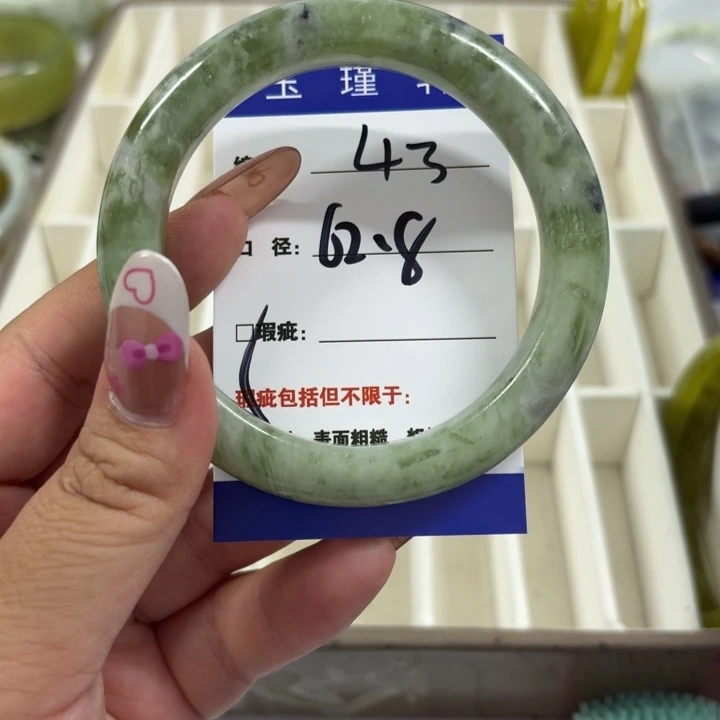 玉 瑾
43
口 径: 62.8
□瑕疵:
瑕疵包括但不限于:
表面粗糙